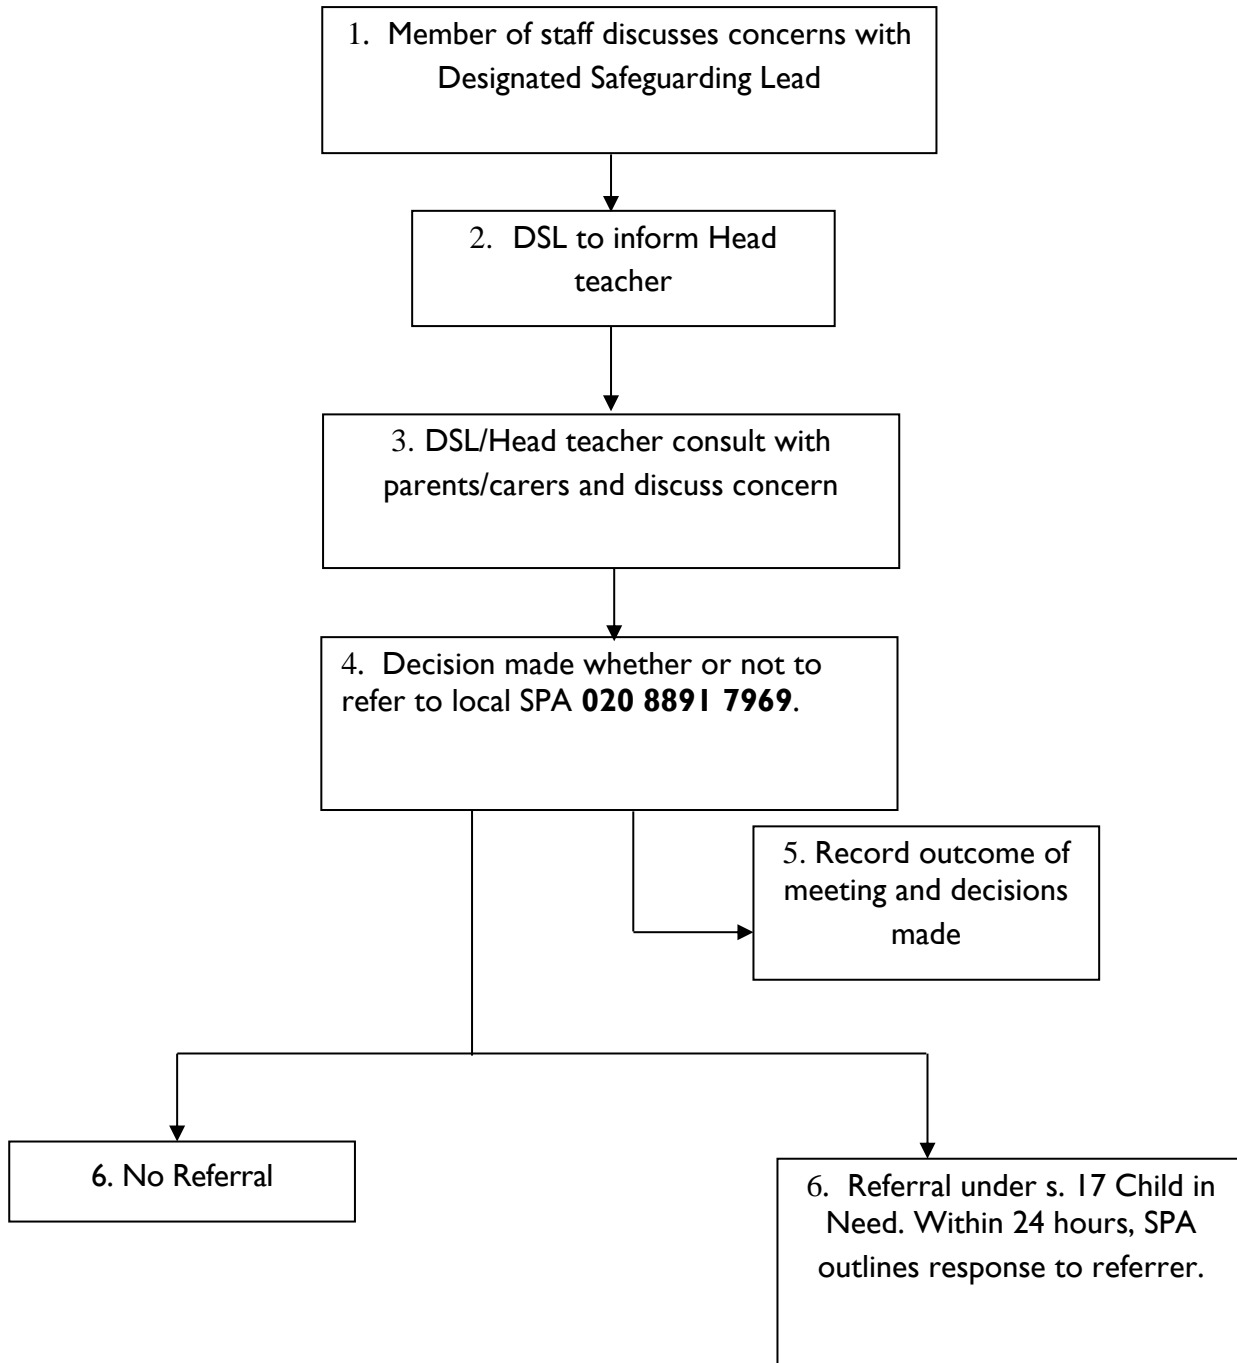 1. Member of staff discusses concerns with
Designated Safeguarding Lead
2. DSL to inform Head
teacher
3. DSL/Head teacher consult with
parents/carers and discuss concern
4. Decision made whether or not to
refer to local SPA 020 8891 7969.
5. Record outcome of
meeting and decisions
made
6. No Referral
6. Referral under s. 17 Child in
Need. Within 24 hours, SPA
outlines response to referrer.